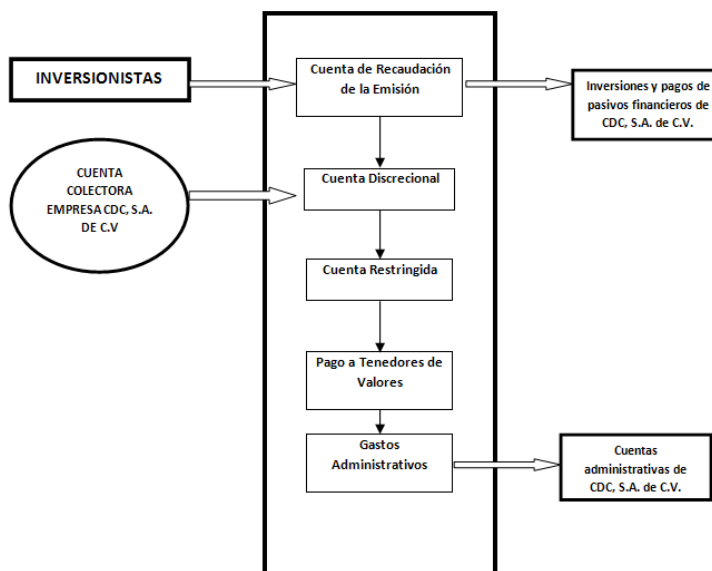 INVERSIONISTAS
Cuenta de Recaudación
de la Emisión
Inversiones y pagos de
pasivos financieros de
CDC, S.A. de C.V.
CUENTA
COLECTORA
EMPRESA CDC, S.A.
DE C.V
Cuenta Discrecional
Cuenta Restringida
Pago a Tenedores de
Valores
Gastos
Administrativos
Cuentas
administrativas de
CDC, S.A. de C.V.